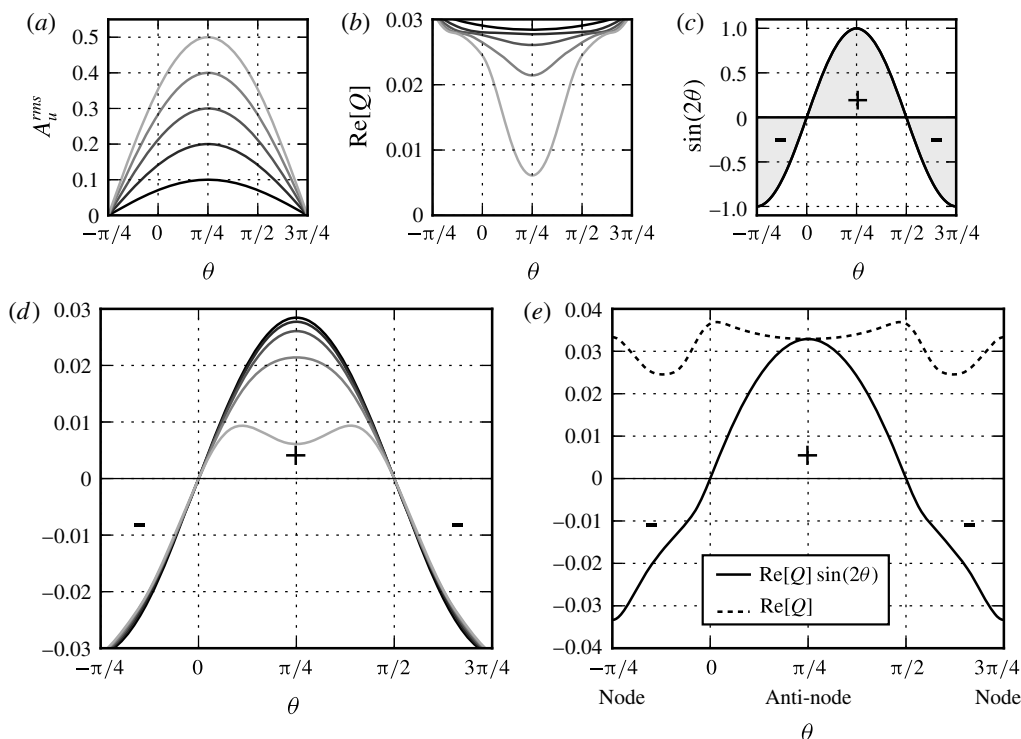 (a)
0.5
0.4
0.3
0.2
0.1
0
−π/4
0
π/4
π/2
3π/4
A_u^{rms}
θ
(b)
0.03
0.02
0.01
0
−π/4
0
π/4
π/2
3π/4
Re[Q]
θ
(c)
1.0
0.5
0
−0.5
−1.0
−π/4
0
π/4
π/2
3π/4
sin(2θ)
θ
+
-
-
(d)
0.03
0.02
0.01
0
−0.01
−0.02
−0.03
−π/4
0
π/4
π/2
3π/4
θ
+
-
-
(e)
0.04
0.03
0.02
0.01
0
−0.01
−0.02
−0.03
−0.04
+
-
-
Re[Q] sin(2θ)
Re[Q]
−π/4
0
π/4
π/2
3π/4
Node
Anti-node
Node
θ